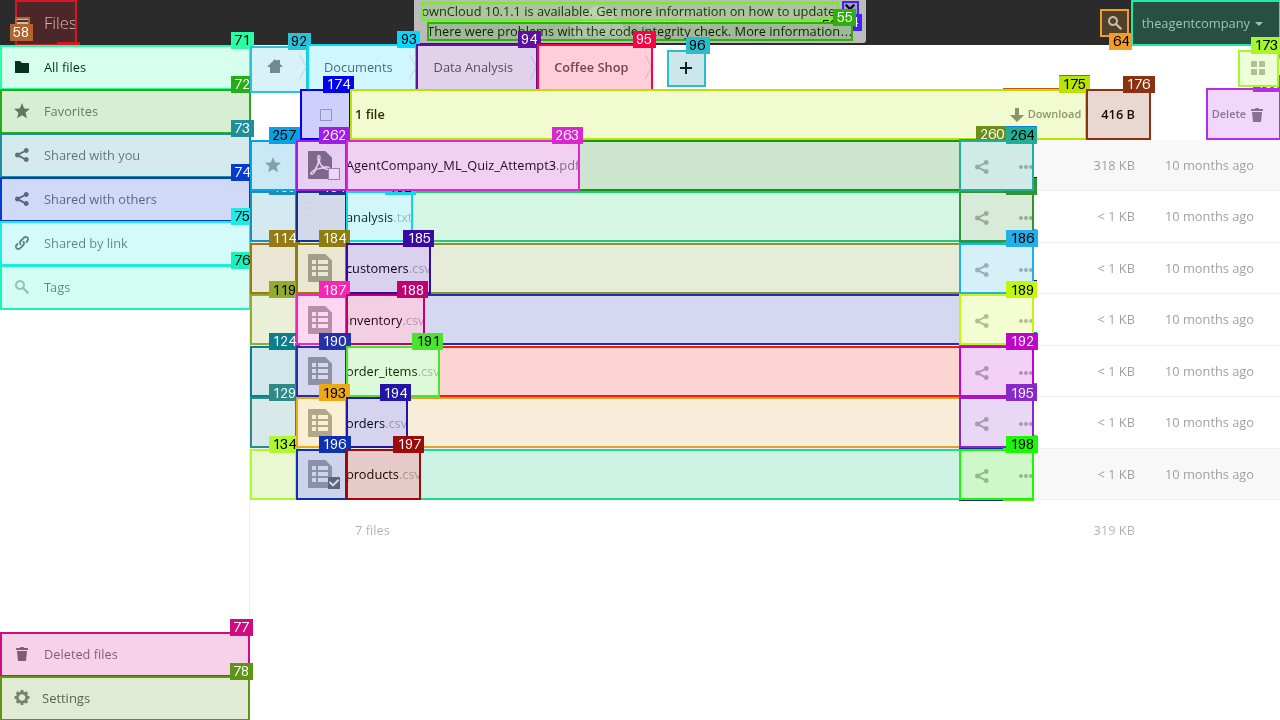 Files
58
ownCloud 10.1.1 is available. Get more information on how to update
There were problems with the code integrity check. More information...
55
64
theagentcompany
71
All files
72
Favorites
73
Shared with you
74
Shared with others
75
Shared by link
76
Tags
77
Deleted files
78
Settings
92
93
Documents
94
Data Analysis
95
Coffee Shop
96
+
173
174
1 file
175
Download
176
416 B
Delete
257
262
263
AgentCompany_ML_Quiz_Attempt3.pdf
260
264
318 KB
10 months ago
analysis.txt
< 1 KB
10 months ago
114
184
185
customers.csv
186
< 1 KB
10 months ago
119
187
188
inventory.csv
189
< 1 KB
10 months ago
124
190
191
order_items.csv
192
< 1 KB
10 months ago
129
193
194
orders.csv
195
< 1 KB
10 months ago
134
196
197
products.csv
198
< 1 KB
10 months ago
7 files
319 KB